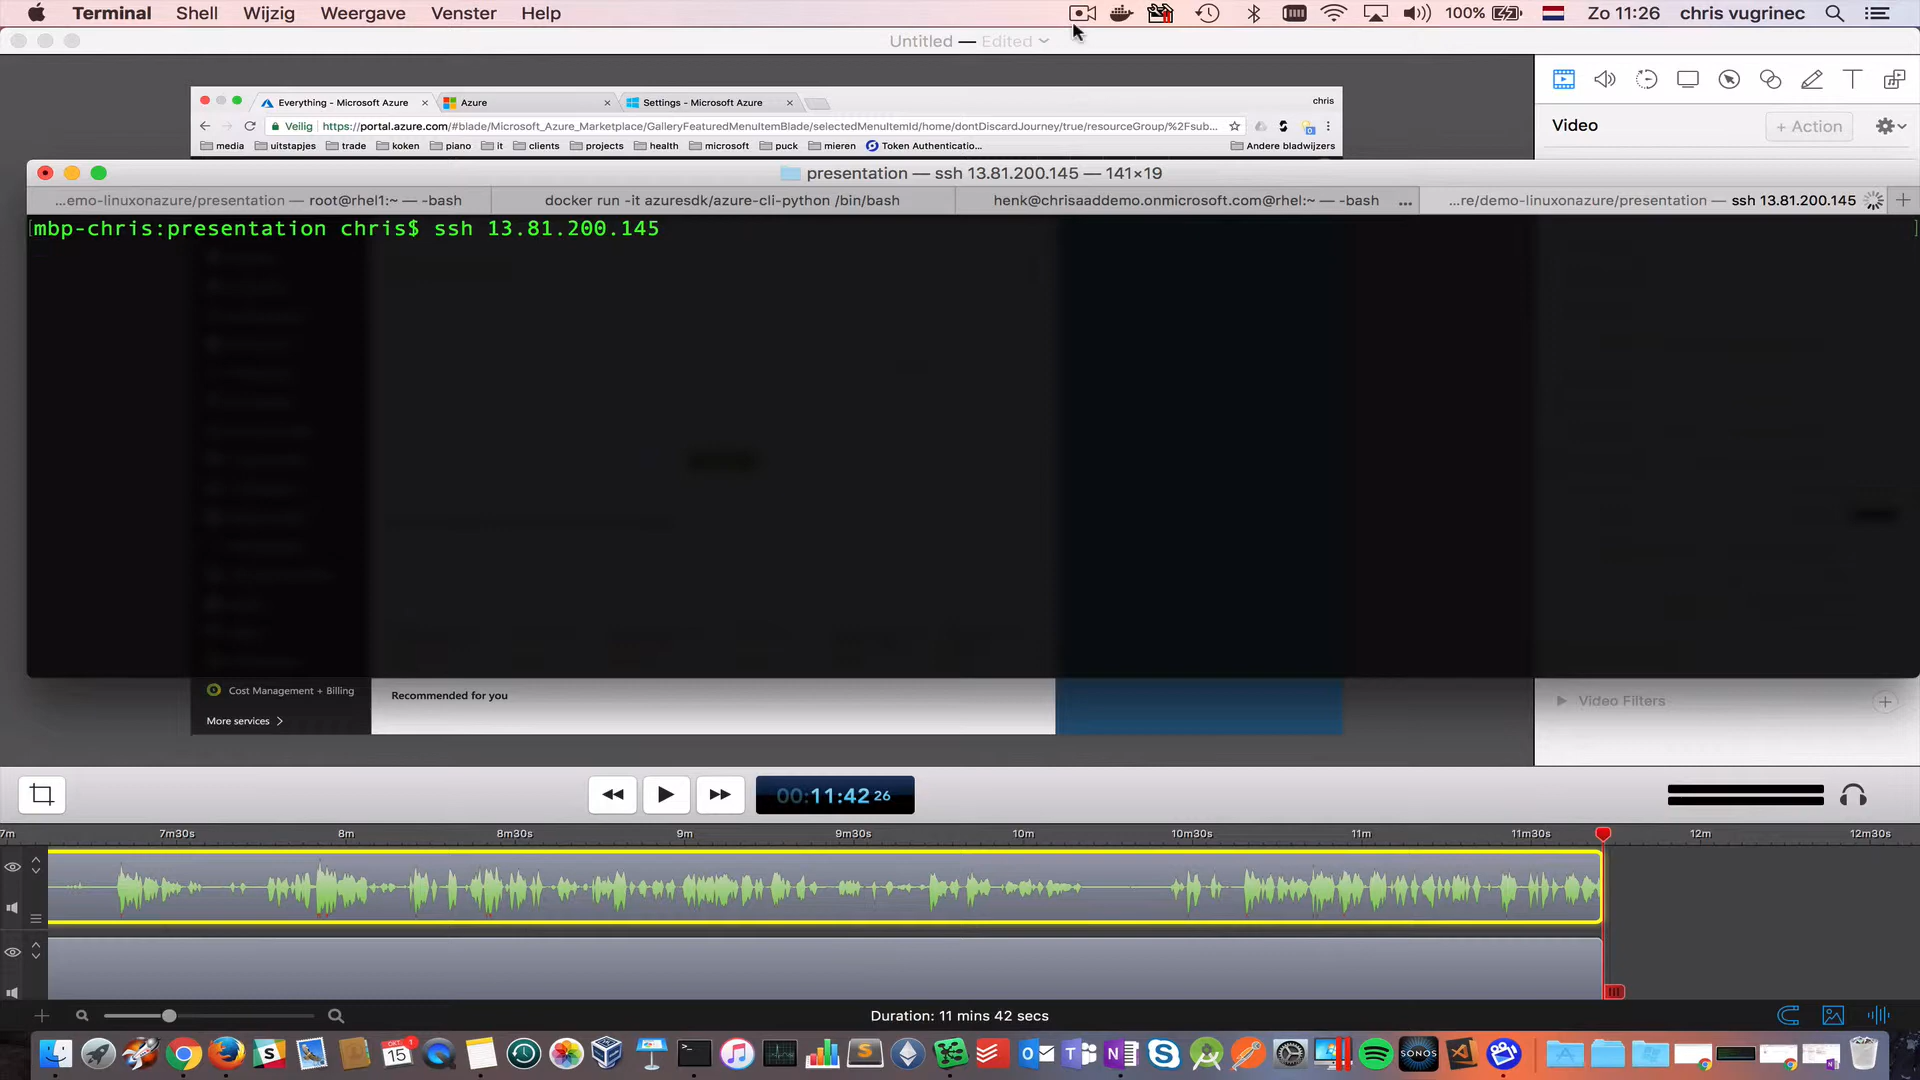 Terminal Shell Wijzig Weergave Venster Help 100% Zo 11:26 chris vugrinec
Untitled — Edited
Everything - Microsoft Azure Azure Settings - Microsoft Azure chris
Veilig https://portal.azure.com/#blade/Microsoft_Azure_Marketplace/GalleryFeaturedMenuItemBlade/selectedMenuItemId/home/dontDiscardJourney/true/resourceGroup/%2Fsub...
media uitstapjes trade koken piano it clients projects health microsoft puck mieren Token Authenticatio... Andere bladwijzers
Video + Action
presentation — ssh 13.81.200.145 — 141×19
...emo-linuxonazure/presentation — root@rhel1:~ — -bash docker run -it azuresdk/azure-cli-python /bin/bash henk@chrisaaddemo.onmicrosoft.com@rhel:~ — -bash ... ...re/demo-linuxonazure/presentation — ssh 13.81.200.145
[mbp-chris:presentation chris$ ssh 13.81.200.145 ]
Cost Management + Billing
Recommended for you
More services
Video Filters
00:11:42 26
7m 7m30s 8m 8m30s 9m 9m30s 10m 10m30s 11m 11m30s 12m 12m30s
Duration: 11 mins 42 secs
OKT.
15
SONOS